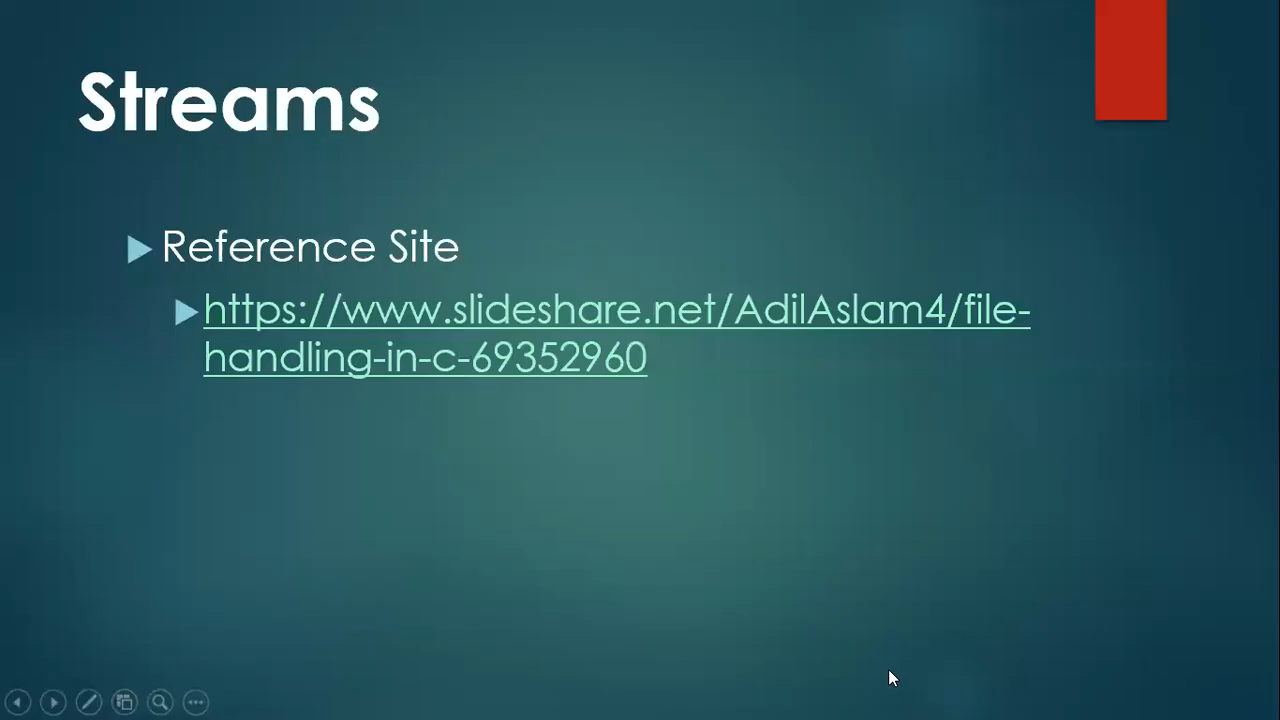 Streams
Reference Site
https://www.slideshare.net/AdilAslam4/file-
handling-in-c-69352960